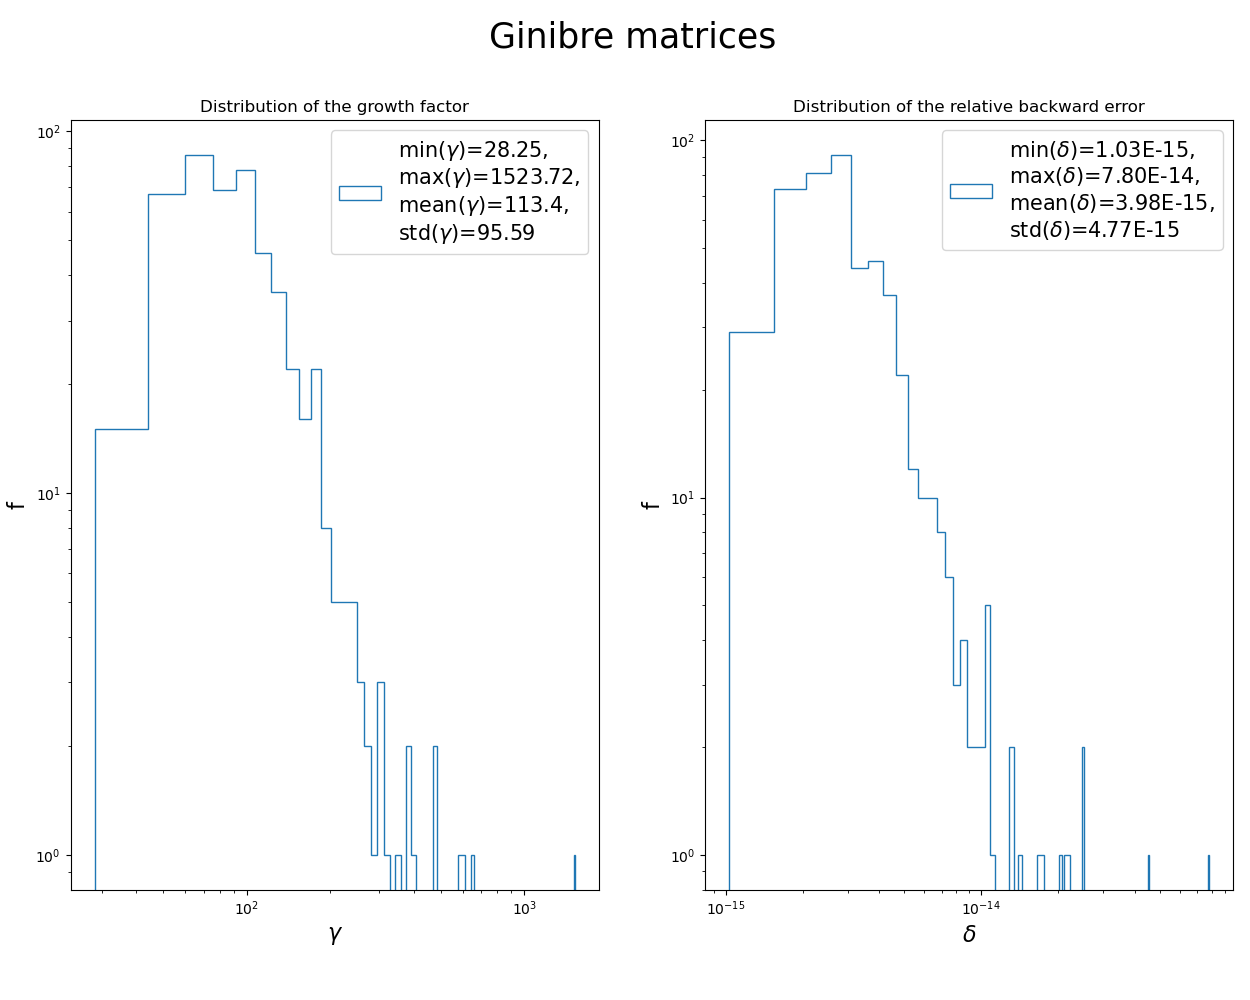 Ginibre matrices
Distribution of the growth factor
min(γ)=28.25,
max(γ)=1523.72,
mean(γ)=113.4,
std(γ)=95.59
10²
10¹
10⁰
f
10²
10³
γ
Distribution of the relative backward error
min(δ)=1.03E-15,
max(δ)=7.80E-14,
mean(δ)=3.98E-15,
std(δ)=4.77E-15
10²
10¹
10⁰
f
10⁻¹⁵
10⁻¹⁴
δ